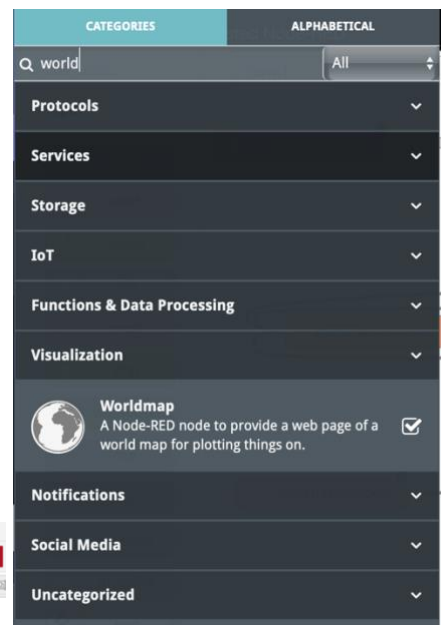 CATEGORIES
ALPHABETICAL
world
All
Protocols
Services
Storage
IoT
Functions & Data Processing
Visualization
Worldmap
A Node-RED node to provide a web page of a
world map for plotting things on.
Notifications
Social Media
Uncategorized